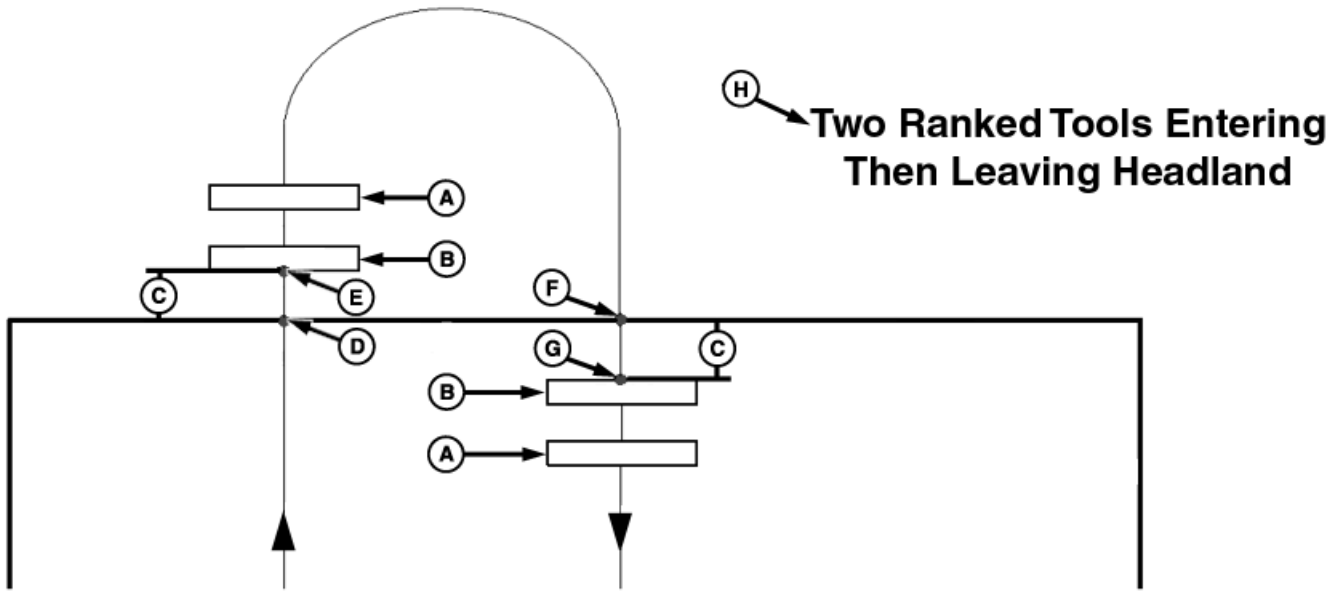 H
Two Ranked Tools Entering
Then Leaving Headland
A
B
C
E
F
D
G
C
B
A